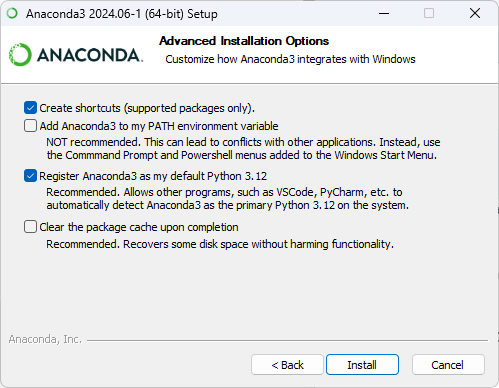 Anaconda3 2024.06-1 (64-bit) Setup
ANACONDA.
Advanced Installation Options
Customize how Anaconda3 integrates with Windows
Create shortcuts (supported packages only).
Add Anaconda3 to my PATH environment variable
NOT recommended. This can lead to conflicts with other applications. Instead, use
the Commmand Prompt and Powershell menus added to the Windows Start Menu.
Register Anaconda3 as my default Python 3.12
Recommended. Allows other programs, such as VSCode, PyCharm, etc. to
automatically detect Anaconda3 as the primary Python 3.12 on the system.
Clear the package cache upon completion
Recommended. Recovers some disk space without harming functionality.
Anaconda, Inc.
< Back
Install
Cancel